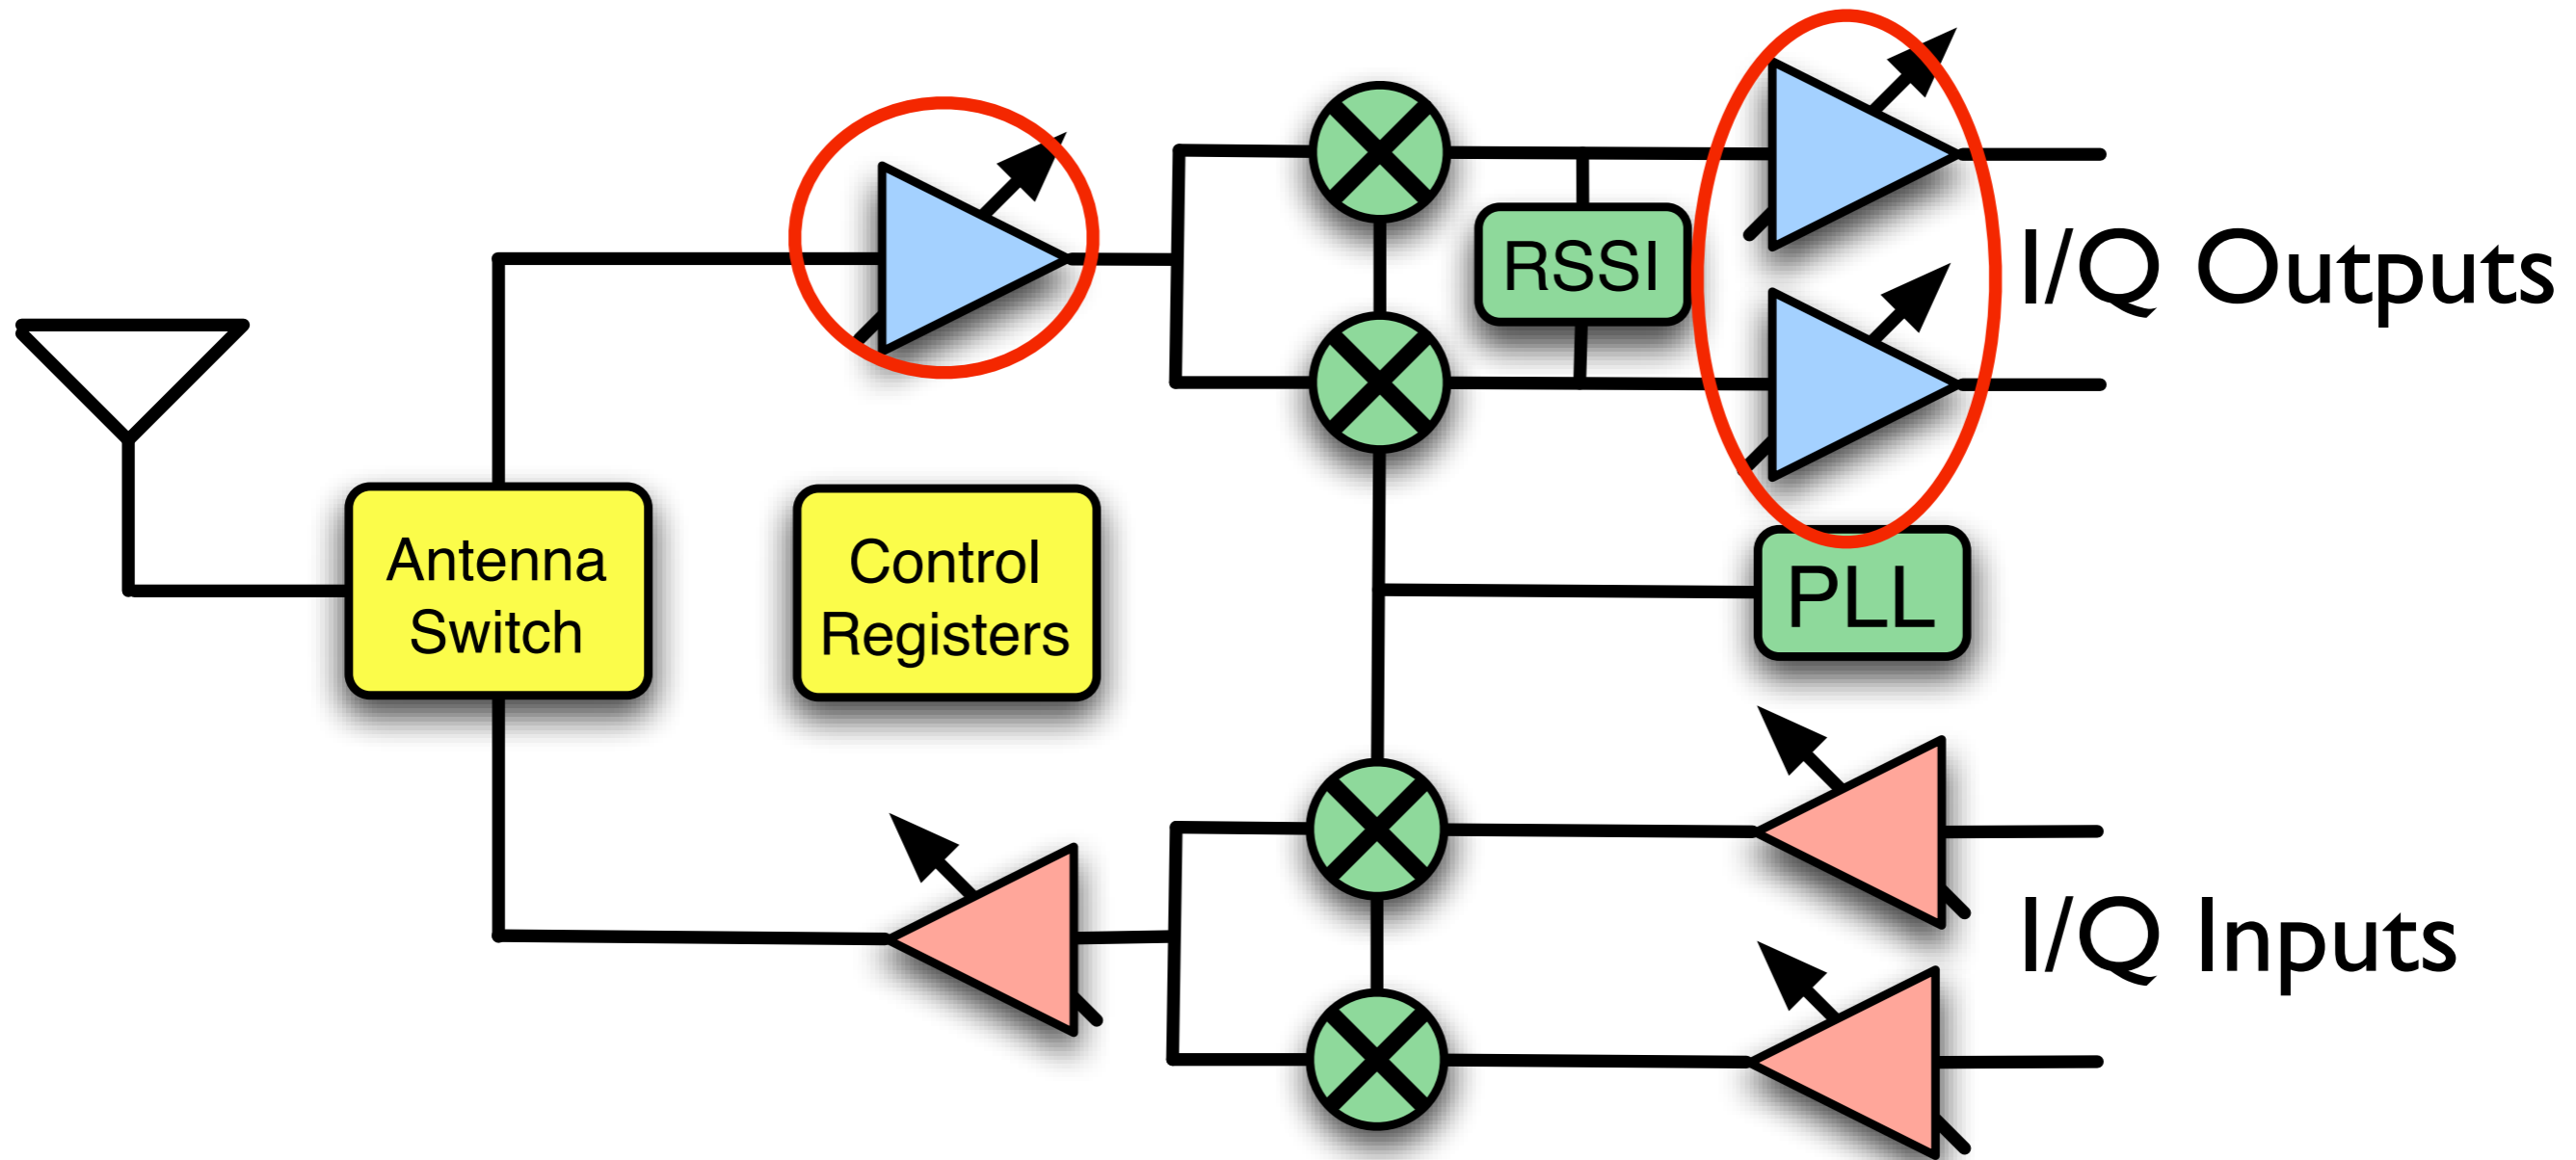 RSSI
I/Q Outputs
Antenna
Switch
Control
Registers
PLL
I/Q Inputs